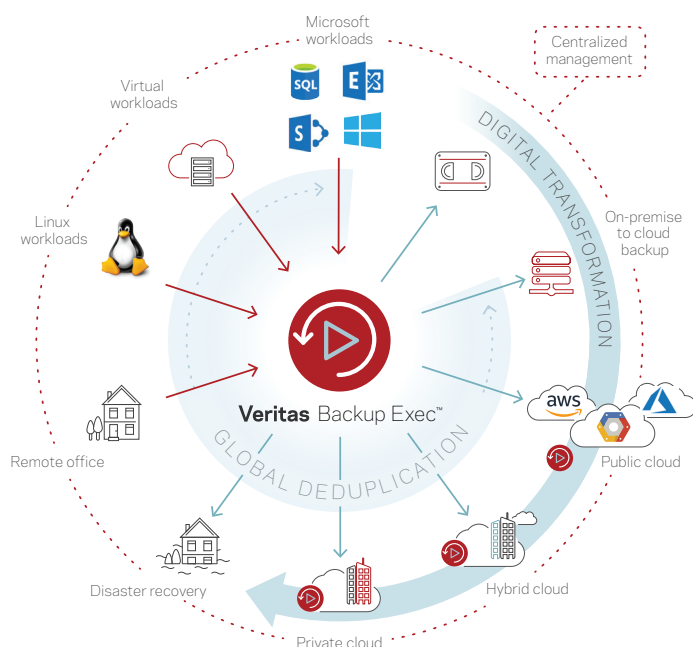 Microsoft
workloads
Centralized
management
Virtual
workloads
SQL
E
S
DIGITAL TRANSFORMATION
Linux
workloads
On-premise
to cloud
backup
Veritas Backup Exec™
aws
GLOBAL DEDUPLICATION
Remote office
Public cloud
Disaster recovery
Hybrid cloud
Private cloud